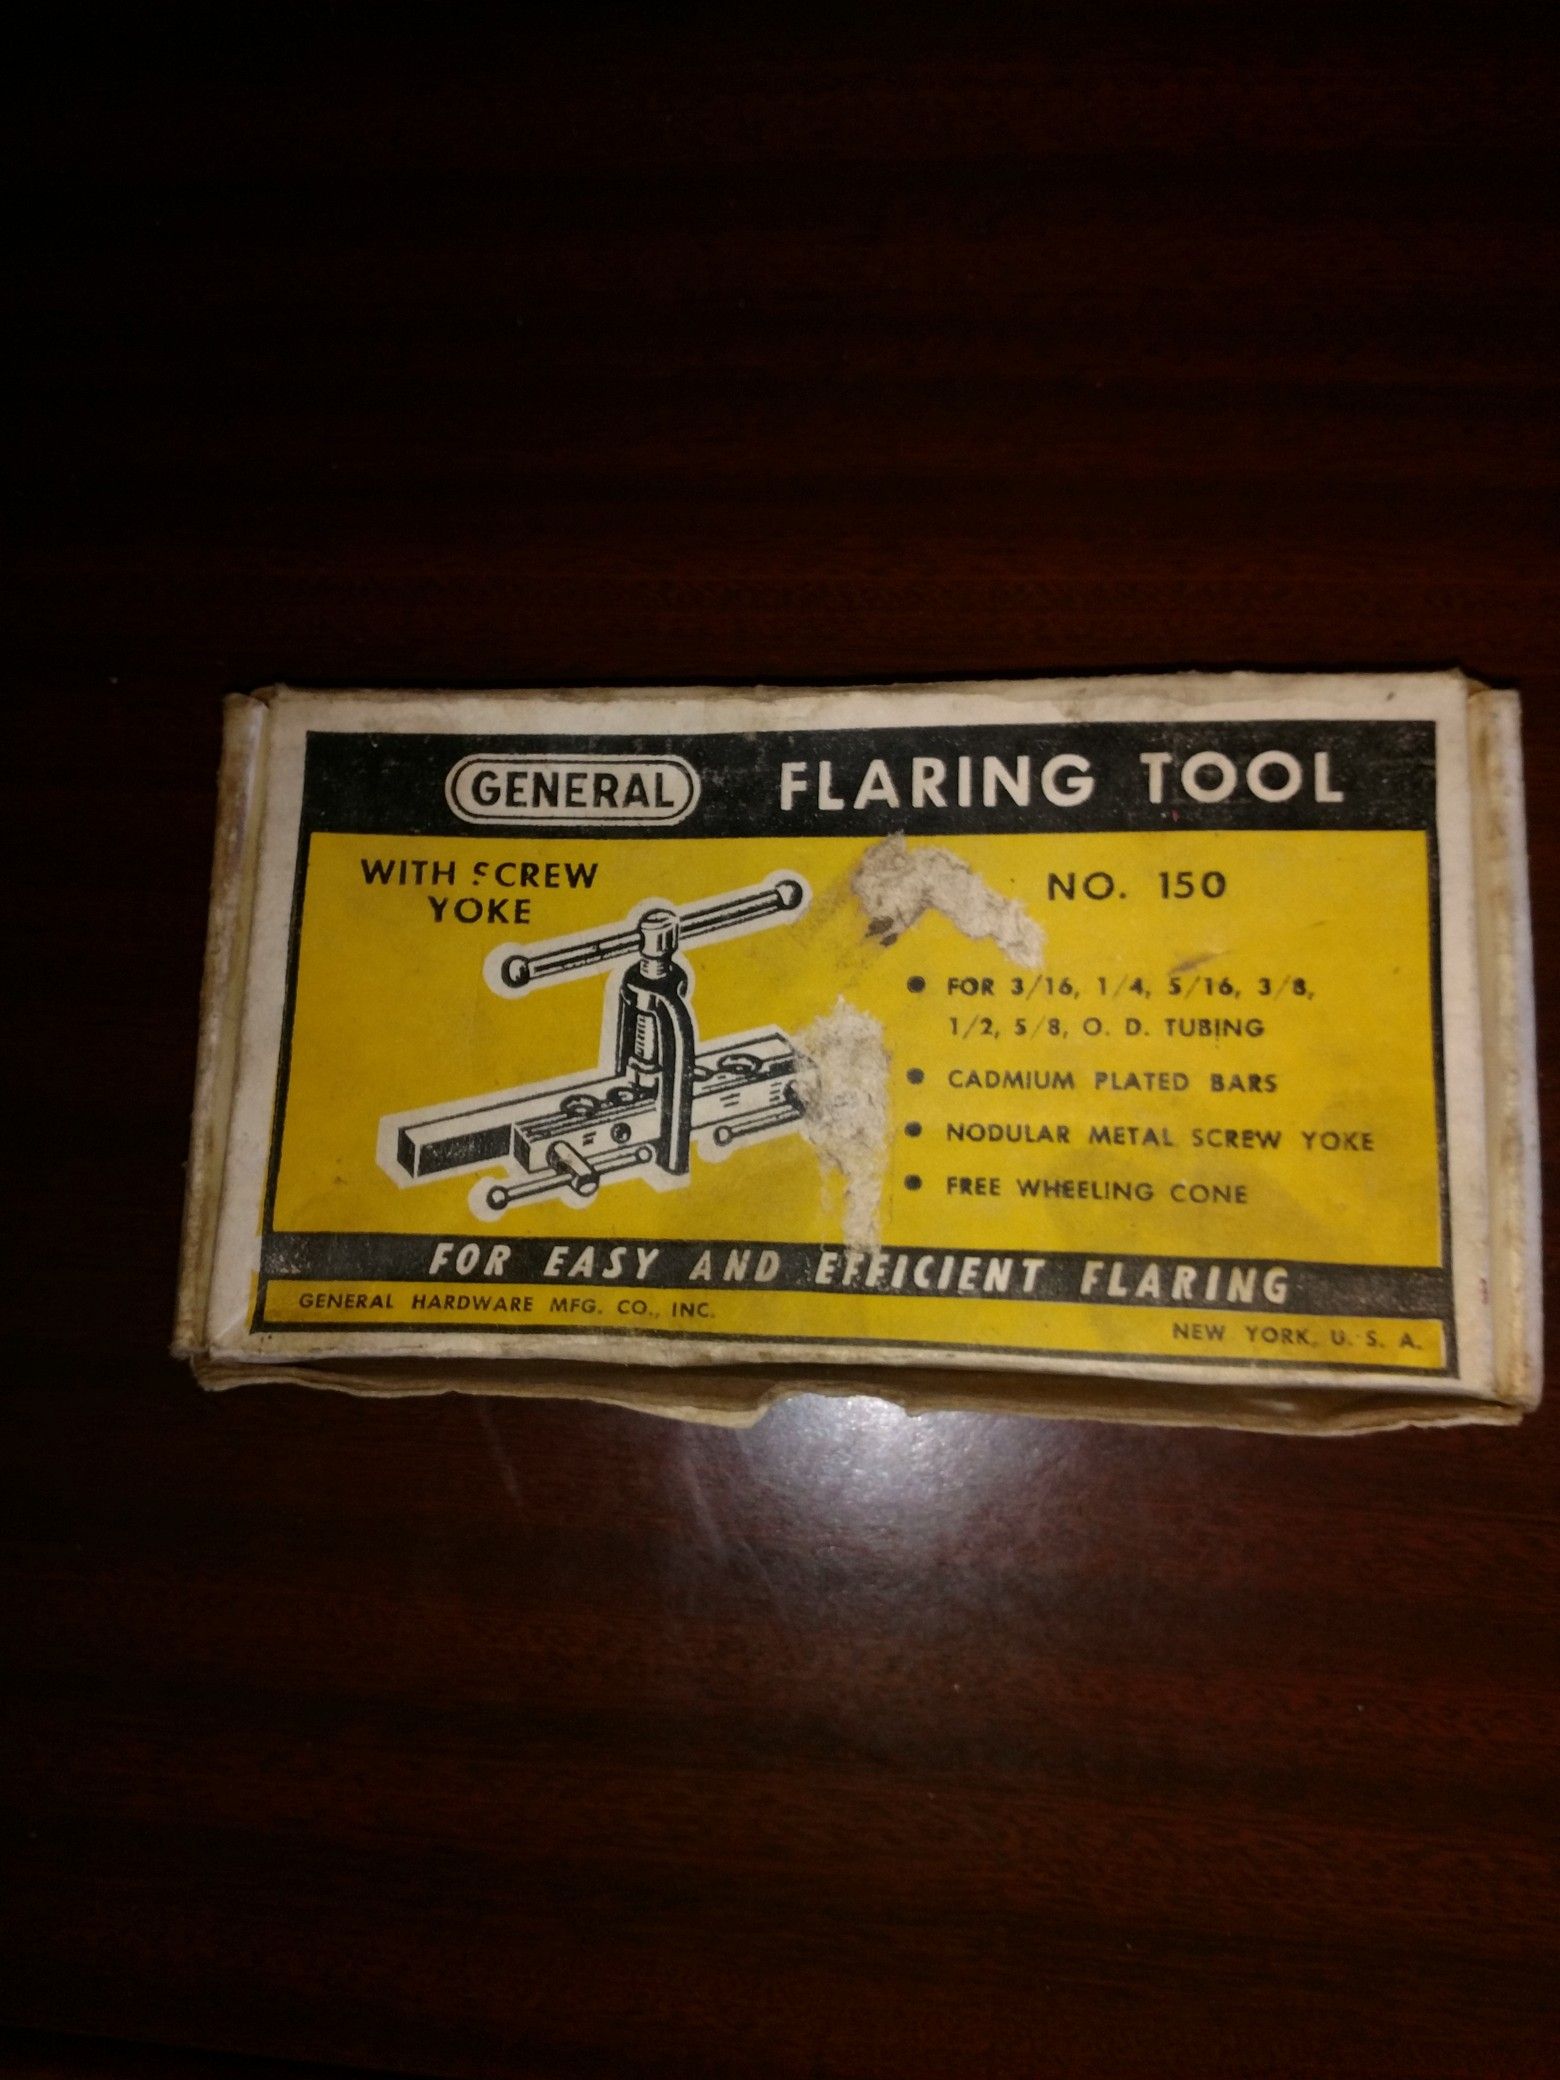 GENERAL FLARING TOOL
WITH SCREW
YOKE
NO. 150
● FOR 3/16, 1/4, 5/16, 3/8,
1/2, 5/8, O. D. TUBING
● CADMIUM PLATED BARS
● NODULAR METAL SCREW YOKE
● FREE WHEELING CONE
FOR EASY AND EFFICIENT FLARING
GENERAL HARDWARE MFG. CO., INC.
NEW YORK, U. S. A.